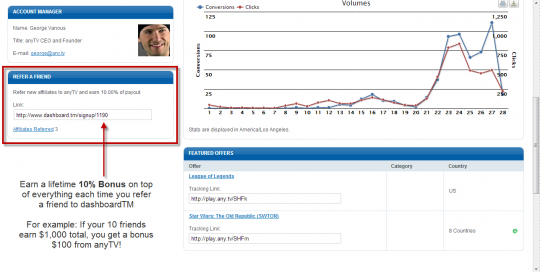 ACCOUNT MANAGER
Name: George Vanous
Title: anyTV CEO and Founder
E-mail: george@any.tv
REFER A FRIEND
Refer new affiliates to anyTV and earn 10.00% of payout.
Link:
http://www.dashboard.tm/signup/1190
Affiliates Referred 3
Earn a lifetime 10% Bonus on top
of everything each time you refer
a friend to dashboardTM
For example: If your 10 friends
earn $1,000 total, you get a bonus
$100 from anyTV!
Volumes
Conversions Clicks
125 1,250
100 1,000
75 750
50 500
25 250
0 0
Conversions
Clicks
1 2 3 4 5 6 7 8 9 10 11 12 13 14 15 16 17 18 19 20 21 22 23 24 25 26 27 28
Stats are displayed in America/Los Angeles.
FEATURED OFFERS
Offer Category Country
League of Legends
Tracking Link:
http://play.any.tv/SHFk
US
Star Wars: The Old Republic (SWTOR)
Tracking Link:
http://play.any.tv/SHFm
8 Countries